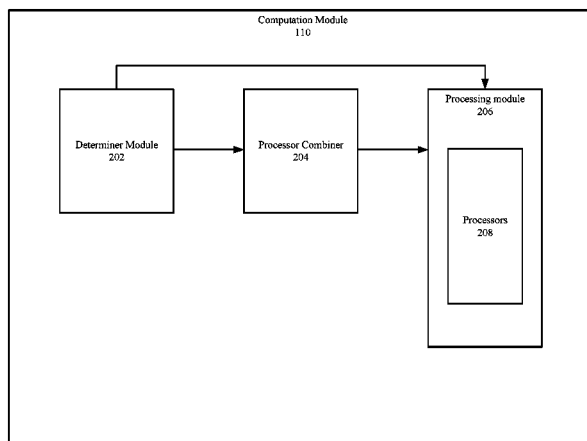 Computation Module
110
Determiner Module
202
Processor Combiner
204
Processing module
206
Processors
208